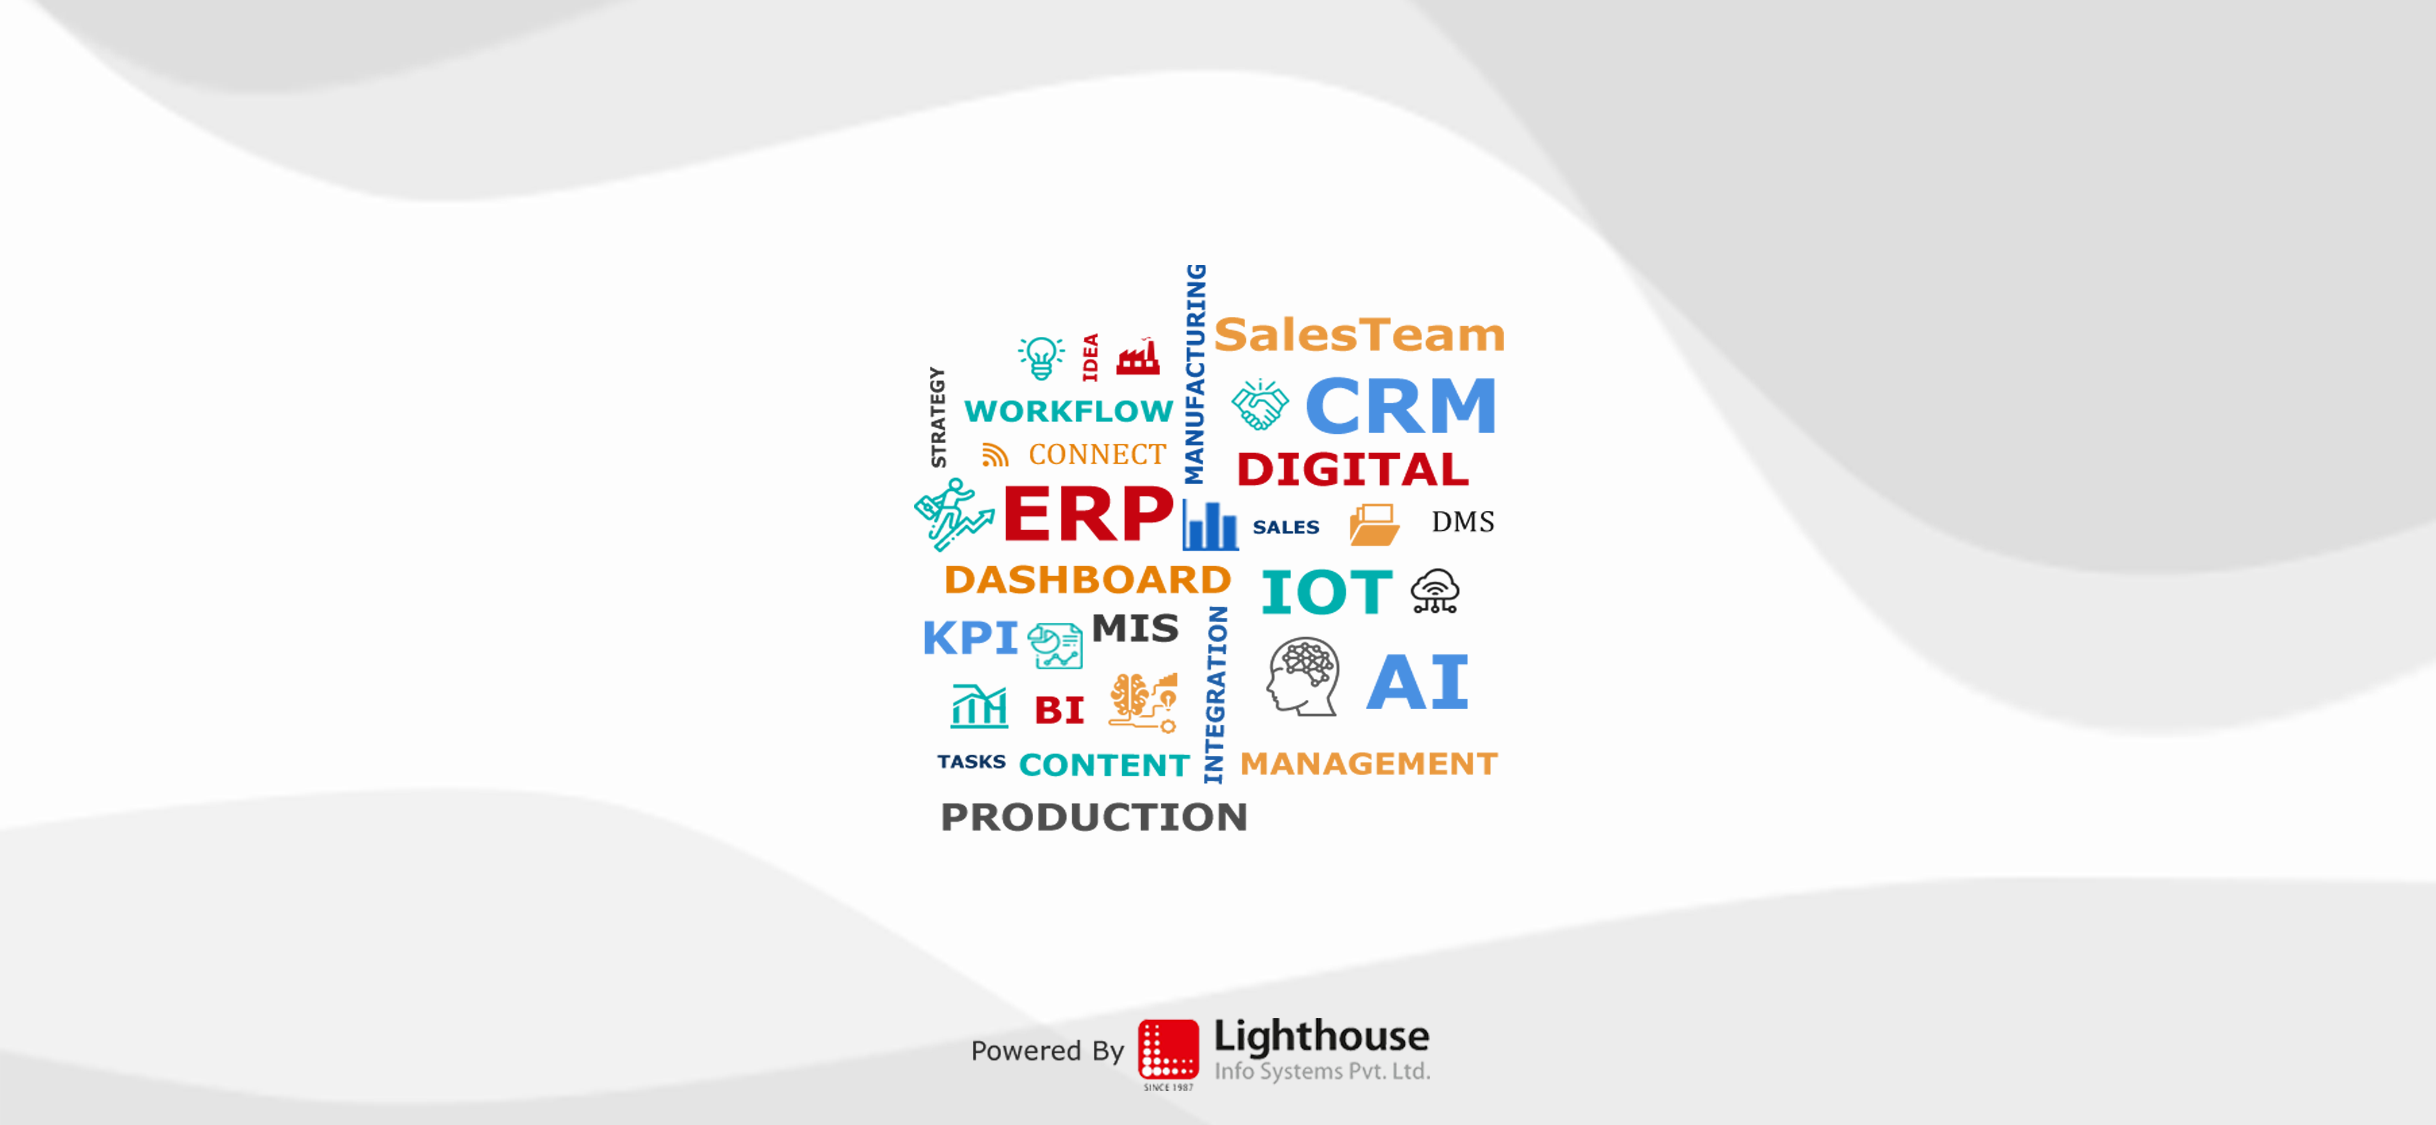 MANUFACTURING
SalesTeam
IDEA
STRATEGY
WORKFLOW
CRM
CONNECT
DIGITAL
ERP
SALES
DMS
DASHBOARD
IOT
KPI
MIS
INTEGRATION
BI
AI
TASKS
CONTENT
MANAGEMENT
PRODUCTION
Powered By
Lighthouse
Info Systems Pvt. Ltd.
SINCE 1987